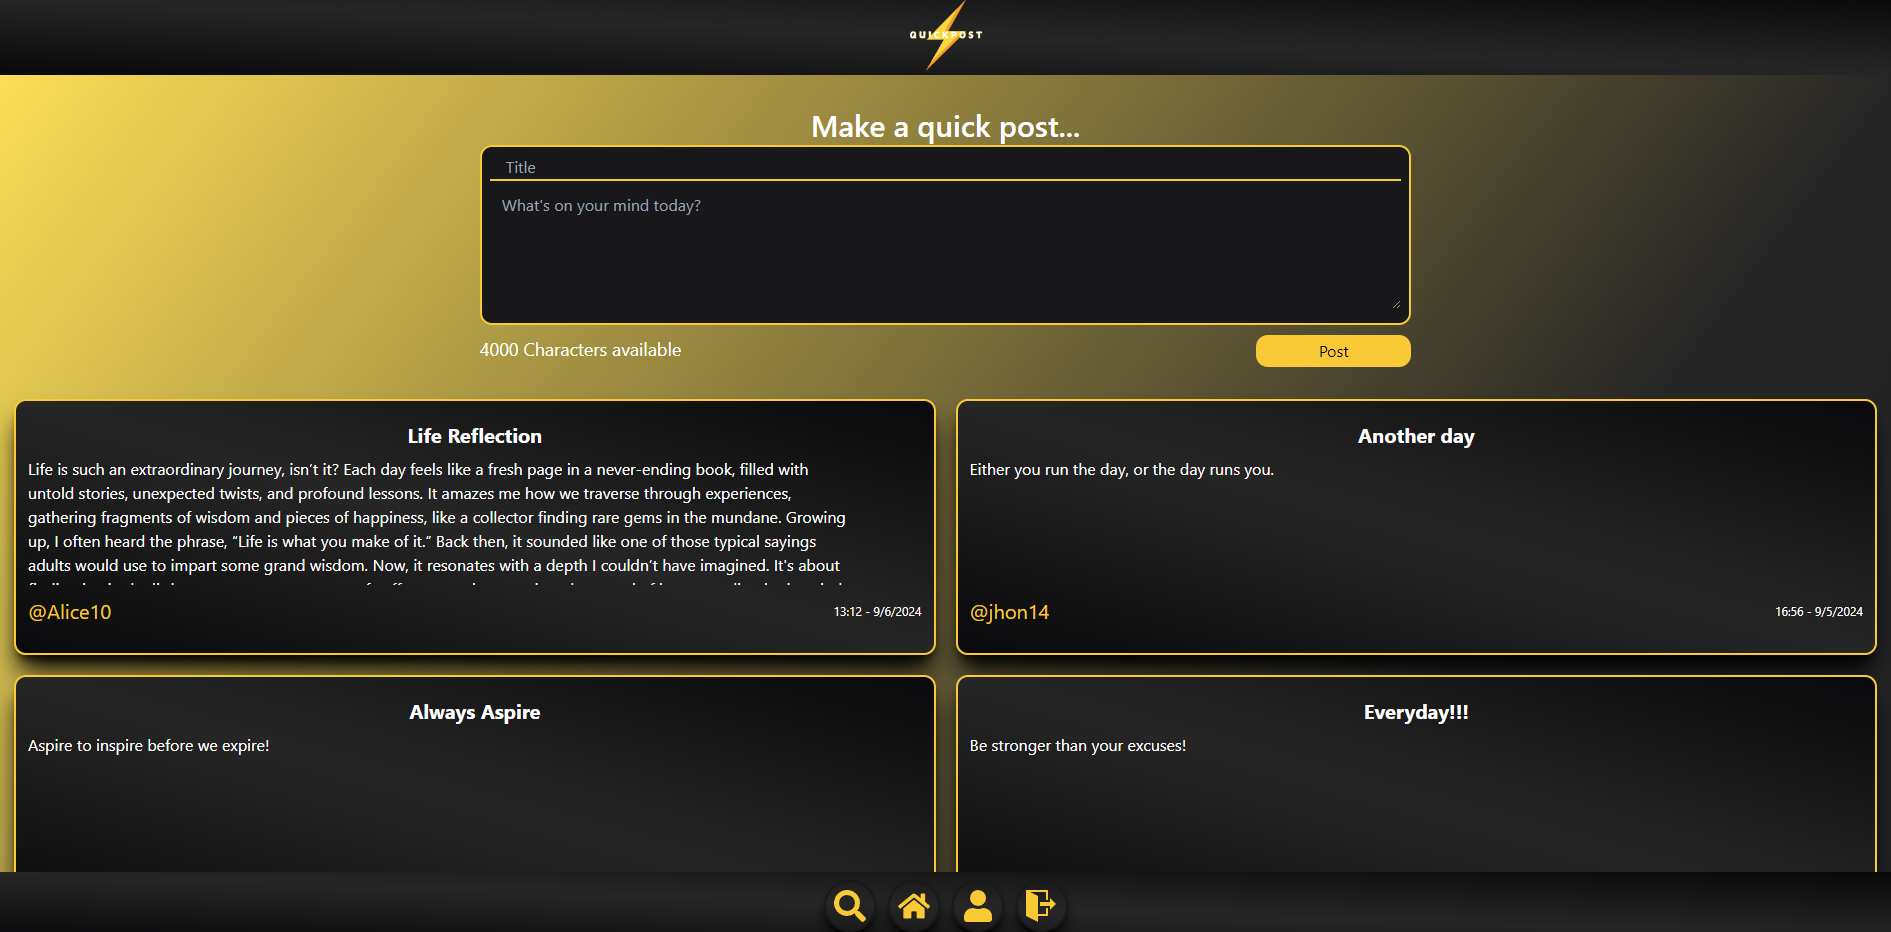 QUICKPOST
Make a quick post...
Title
What's on your mind today?
4000 Characters available
Post
Life Reflection
Life is such an extraordinary journey, isn’t it? Each day feels like a fresh page in a never-ending book, filled with
untold stories, unexpected twists, and profound lessons. It amazes me how we traverse through experiences,
gathering fragments of wisdom and pieces of happiness, like a collector finding rare gems in the mundane. Growing
up, I often heard the phrase, “Life is what you make of it.” Back then, it sounded like one of those typical sayings
adults would use to impart some grand wisdom. Now, it resonates with a depth I couldn’t have imagined. It's about
@Alice10
13:12 - 9/6/2024
Another day
Either you run the day, or the day runs you.
@jhon14
16:56 - 9/5/2024
Always Aspire
Aspire to inspire before we expire!
Everyday!!!
Be stronger than your excuses!